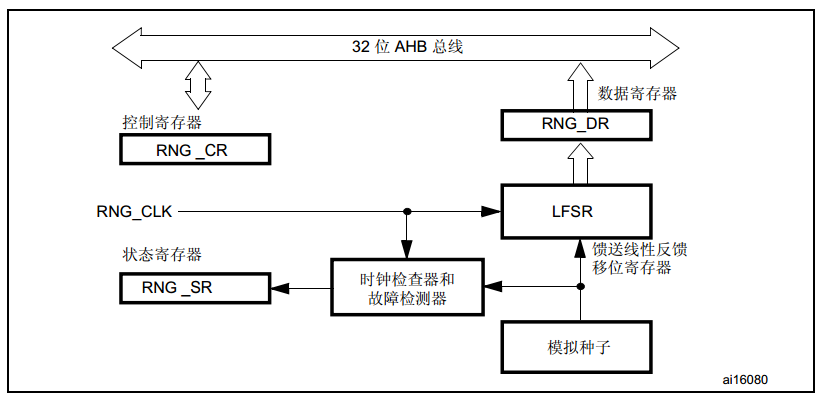 32 位 AHB 总线
数据寄存器
控制寄存器
RNG_DR
RNG _CR
RNG_CLK
LFSR
状态寄存器
馈送线性反馈
移位寄存器
RNG _SR
时钟检查器和
故障检测器
模拟种子
ai16080